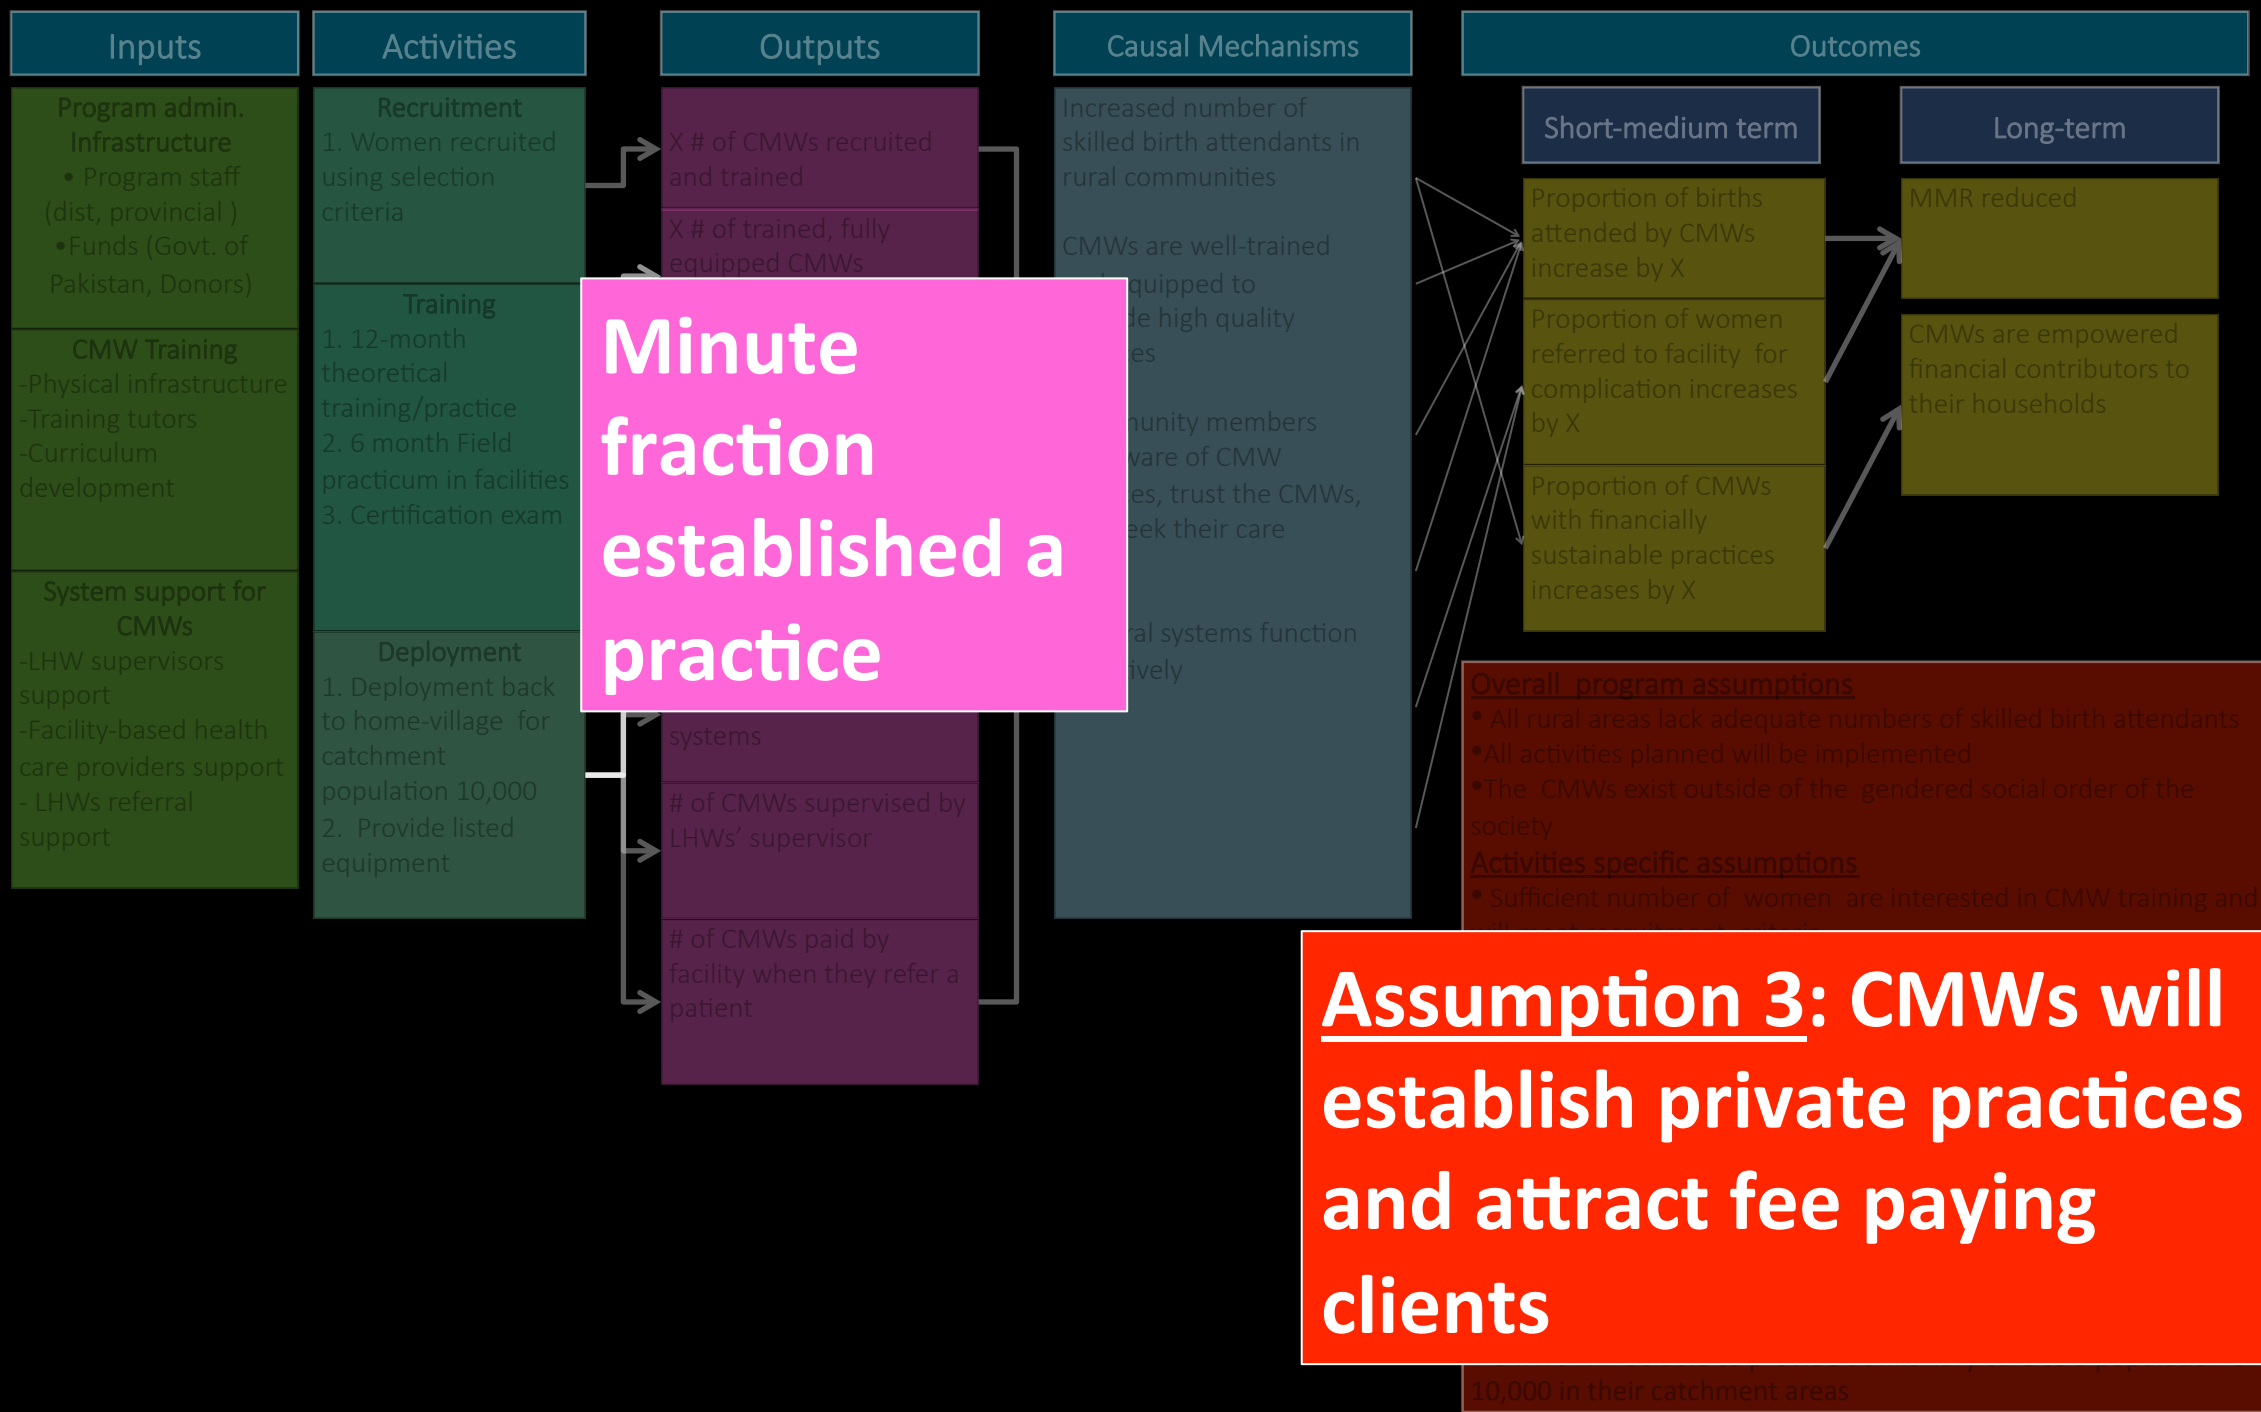 Inputs
Program admin.
Infrastructure
• Program staff
(dist, provincial )
•Funds (Govt. of
Pakistan, Donors)
CMW Training
-Physical infrastructure
-Training tutors
-Curriculum
development
System support for
CMWs
-LHW supervisors
support
-Facility-based health
care providers support
- LHWs referral
support
Activities
Recruitment
1. Women recruited
using selection
criteria
Training
1. 12-month
theoretical
training/practice
2. 6 month Field
practicum in facilities
3. Certification exam
Deployment
1. Deployment back
to home-village for
catchment
population 10,000
2. Provide listed
equipment
Outputs
X # of CMWs recruited
and trained
X # of trained, fully
equipped CMWs
Minute
fraction
established a
practice
systems
# of CMWs supervised by
LHWs’ supervisor
# of CMWs paid by
facility when they refer a
patient
Causal Mechanisms
Increased number of
skilled birth attendants in
rural communities
CMWs are well-trained
to
high quality
members
of CMW
trust the CMWs,
their care
systems function
Outcomes
Short-medium term
Proportion of births
attended by CMWs
increase by X
Proportion of women
referred to facility for
complication increases
by X
Proportion of CMWs
with financially
sustainable practices
increases by X
Long-term
MMR reduced
CMWs are empowered
financial contributors to
their households
Overall program assumptions
• All rural areas lack adequate numbers of skilled birth attendants
•All activities planned will be implemented
•The CMWs exist outside of the gendered social order of the
society
Activities specific assumptions
• Sufficient number of women are interested in CMW training and
Assumption 3: CMWs will
establish private practices
and attract fee paying
clients
10,000 in their catchment areas